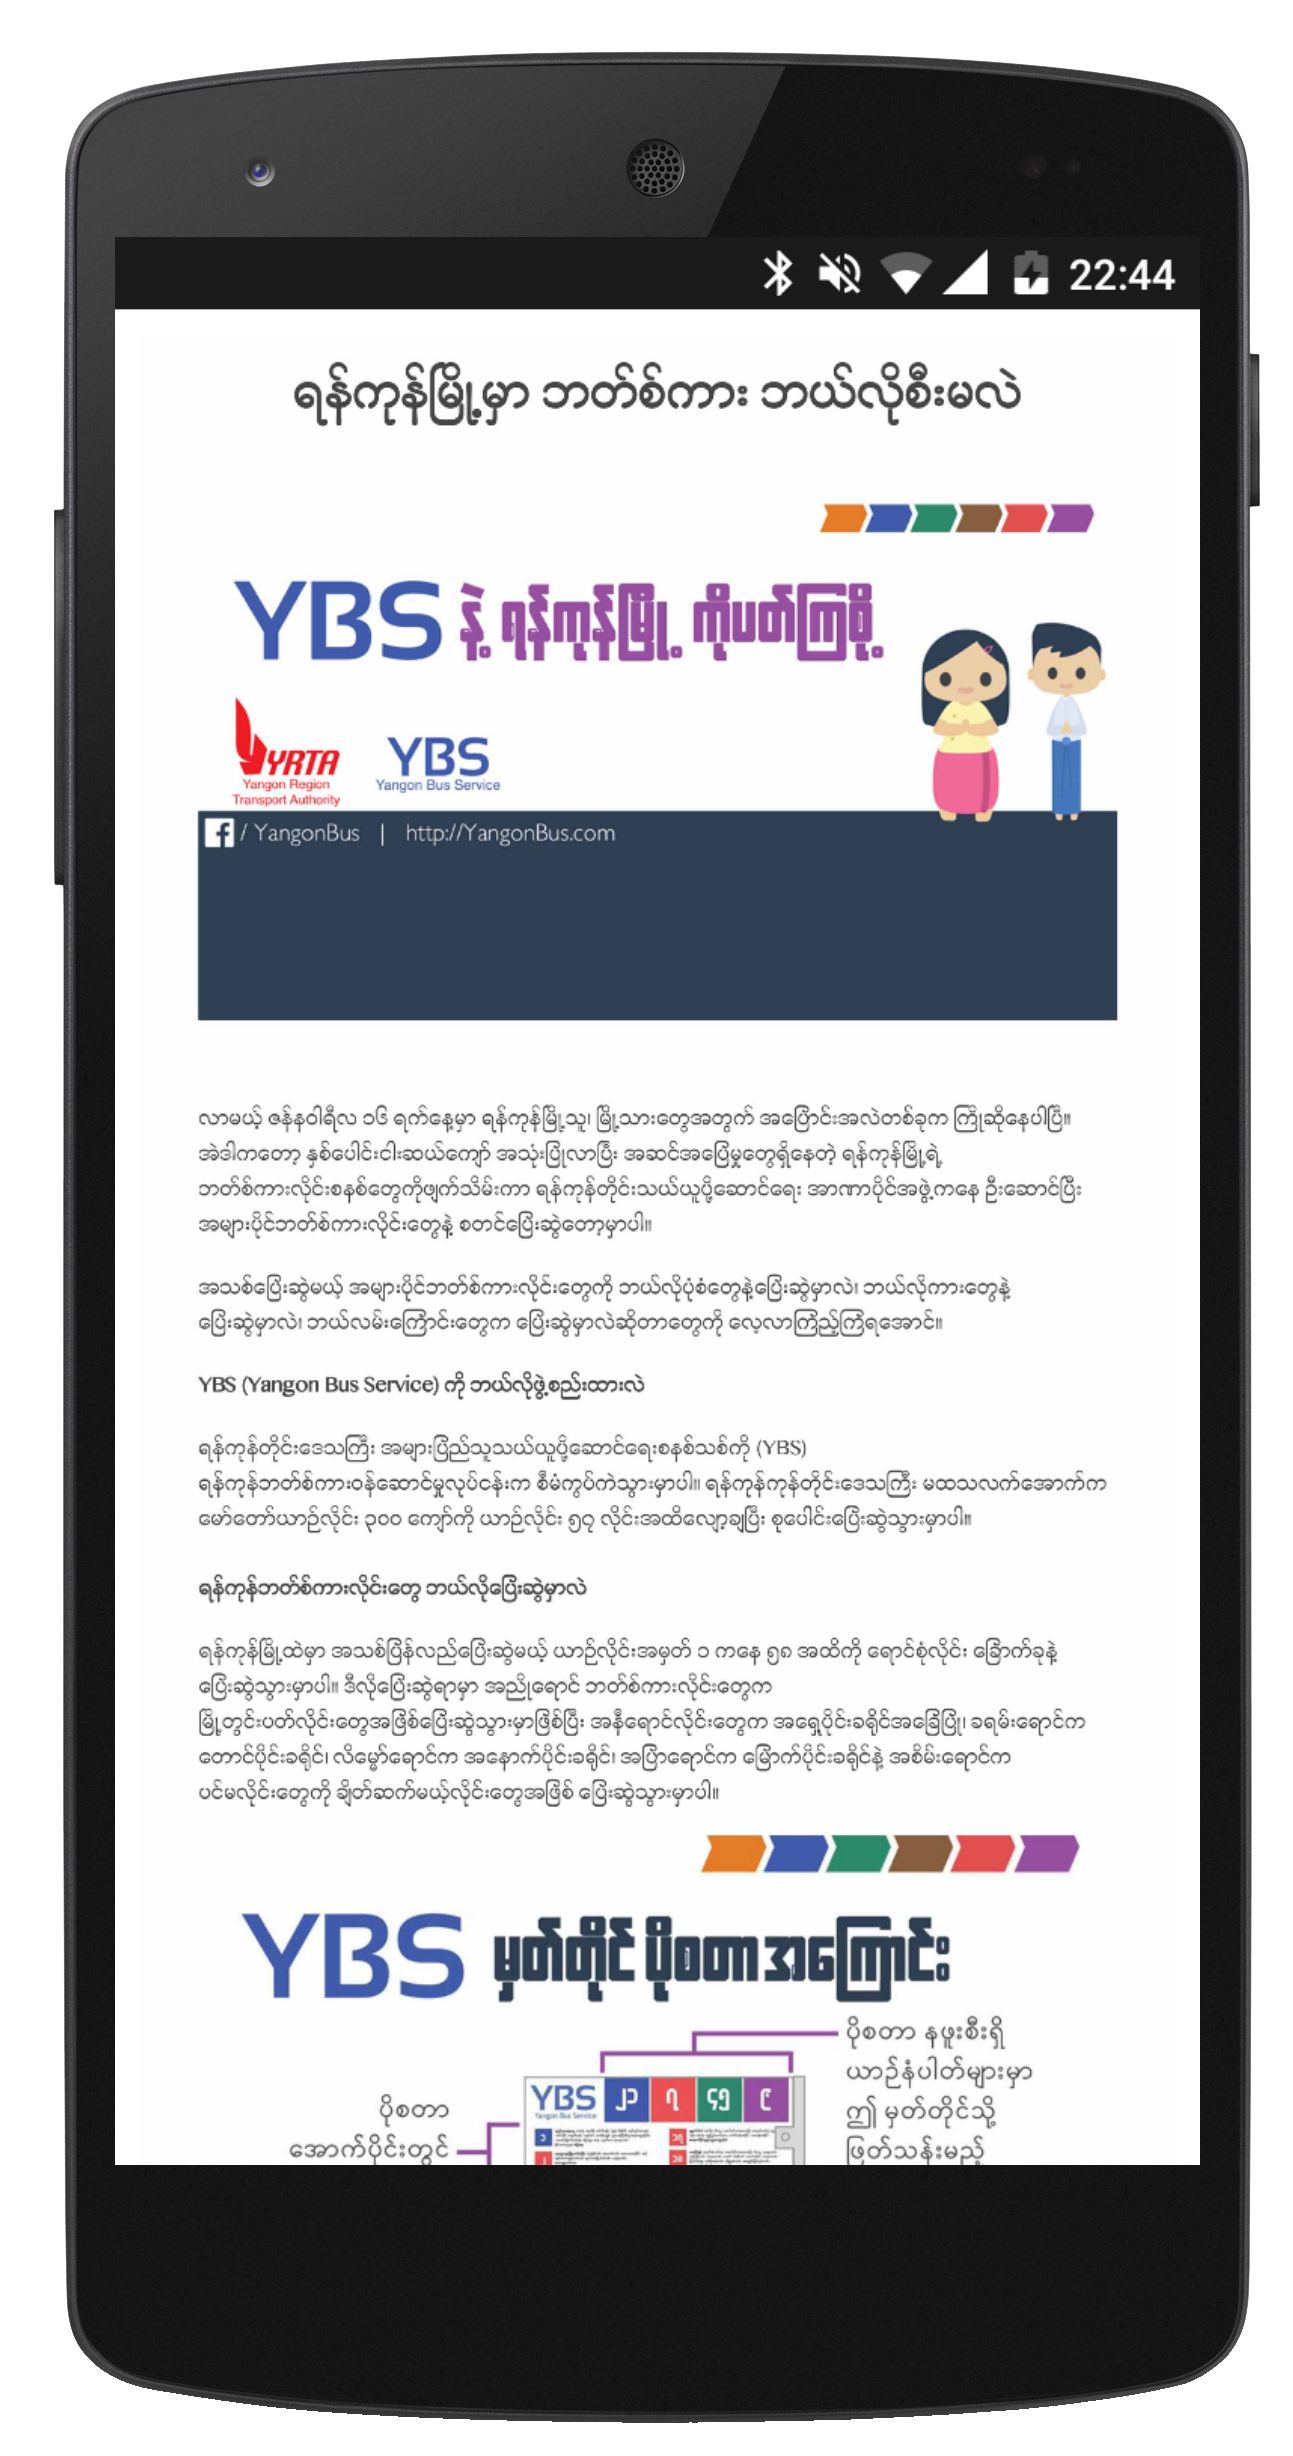 22:44
ရန်ကုန်မြို့မှာ ဘတ်စ်ကား ဘယ်လိုစီးမလဲ
YBS နဲ့ ရန်ကုန်မြို့ ကိုပတ်ကြစို့
YRTA
Yangon Region
Transport Authority
YBS
Yangon Bus Service
/ YangonBus | http://YangonBus.com
လာမယ့် ဇန်နဝါရီလ ၁၆ ရက်နေ့မှာ ရန်ကုန်မြို့သူ၊ မြို့သားတွေအတွက် အပြောင်းအလဲတစ်ခုက ကြိုဆိုနေပါပြီ။
အဲဒါကတော့ နှစ်ပေါင်းငါးဆယ်ကျော် အသုံးပြုလာပြီး အဆင်အပြေမှုတွေရှိနေတဲ့ ရန်ကုန်မြို့ရဲ့
ဘတ်စ်ကားလိုင်းစနစ်တွေကိုဖျက်သိမ်းကာ ရန်ကုန်တိုင်းသယ်ယူပို့ဆောင်ရေး အာဏာပိုင်အဖွဲ့ကနေ ဦးဆောင်ပြီး
အများပိုင်ဘတ်စ်ကားလိုင်းတွေနဲ့ စတင်ပြေးဆွဲတော့မှာပါ။
အသစ်ပြေးဆွဲမယ့် အများပိုင်ဘတ်စ်ကားလိုင်းတွေကို ဘယ်လိုပုံစံတွေနဲ့ပြေးဆွဲမှာလဲ၊ ဘယ်လိုကားတွေနဲ့
ပြေးဆွဲမှာလဲ၊ ဘယ်လမ်းကြောင်းတွေက ပြေးဆွဲမှာလဲဆိုတာတွေကို လေ့လာကြည့်ကြရအောင်။
YBS (Yangon Bus Service) ကို ဘယ်လိုဖွဲ့စည်းထားလဲ
ရန်ကုန်တိုင်းဒေသကြီး အများပြည်သူသယ်ယူပို့ဆောင်ရေးစနစ်သစ်ကို (YBS)
ရန်ကုန်ဘတ်စ်ကားဝန်ဆောင်မှုလုပ်ငန်းက စီမံကွပ်ကဲသွားမှာပါ။ ရန်ကုန်ကုန်တိုင်းဒေသကြီး မထသလက်အောက်က
မော်တော်ယာဉ်လိုင်း ၃၀၀ ကျော်ကို ယာဉ်လိုင်း ၅၇ လိုင်းအထိလျော့ချပြီး စုပေါင်းပြေးဆွဲသွားမှာပါ။
ရန်ကုန်ဘတ်စ်ကားလိုင်းတွေ ဘယ်လိုပြေးဆွဲမှာလဲ
ရန်ကုန်မြို့ထဲမှာ အသစ်ပြန်လည်ပြေးဆွဲမယ့် ယာဉ်လိုင်းအမှတ် ၁ ကနေ ၅၈ အထိကို ရောင်စုံလိုင်း ခြောက်ခုနဲ့
ပြေးဆွဲသွားမှာပါ။ ဒီလိုပြေးဆွဲရာမှာ အညိုရောင် ဘတ်စ်ကားလိုင်းတွေက
မြို့တွင်းပတ်လိုင်းတွေအဖြစ်ပြေးဆွဲသွားမှာဖြစ်ပြီး အနီရောင်လိုင်းတွေက အရှေ့ပိုင်းခရိုင်အခြေပြု၊ ခရမ်းရောင်က
တောင်ပိုင်းခရိုင်၊ လိမ္မော်ရောင်က အနောက်ပိုင်းခရိုင်၊ အပြာရောင်က မြောက်ပိုင်းခရိုင်နဲ့ အစိမ်းရောင်က
ပင်မလိုင်းတွေကို ချိတ်ဆက်မယ့်လိုင်းတွေအဖြစ် ပြေးဆွဲသွားမှာပါ။
YBS မှတ်တိုင် ပိုစတာ အကြောင်း
ပိုစတာ နဖူးစီးရှိ
ယာဉ်နံပါတ်များမှာ
ဤ မှတ်တိုင်သို့
ဖြတ်သန်းမည့်
ပိုစတာ
အောက်ပိုင်းတွင်
YBS ၂၁ ၇ ၄၅ ၉
Yangon Bus Service